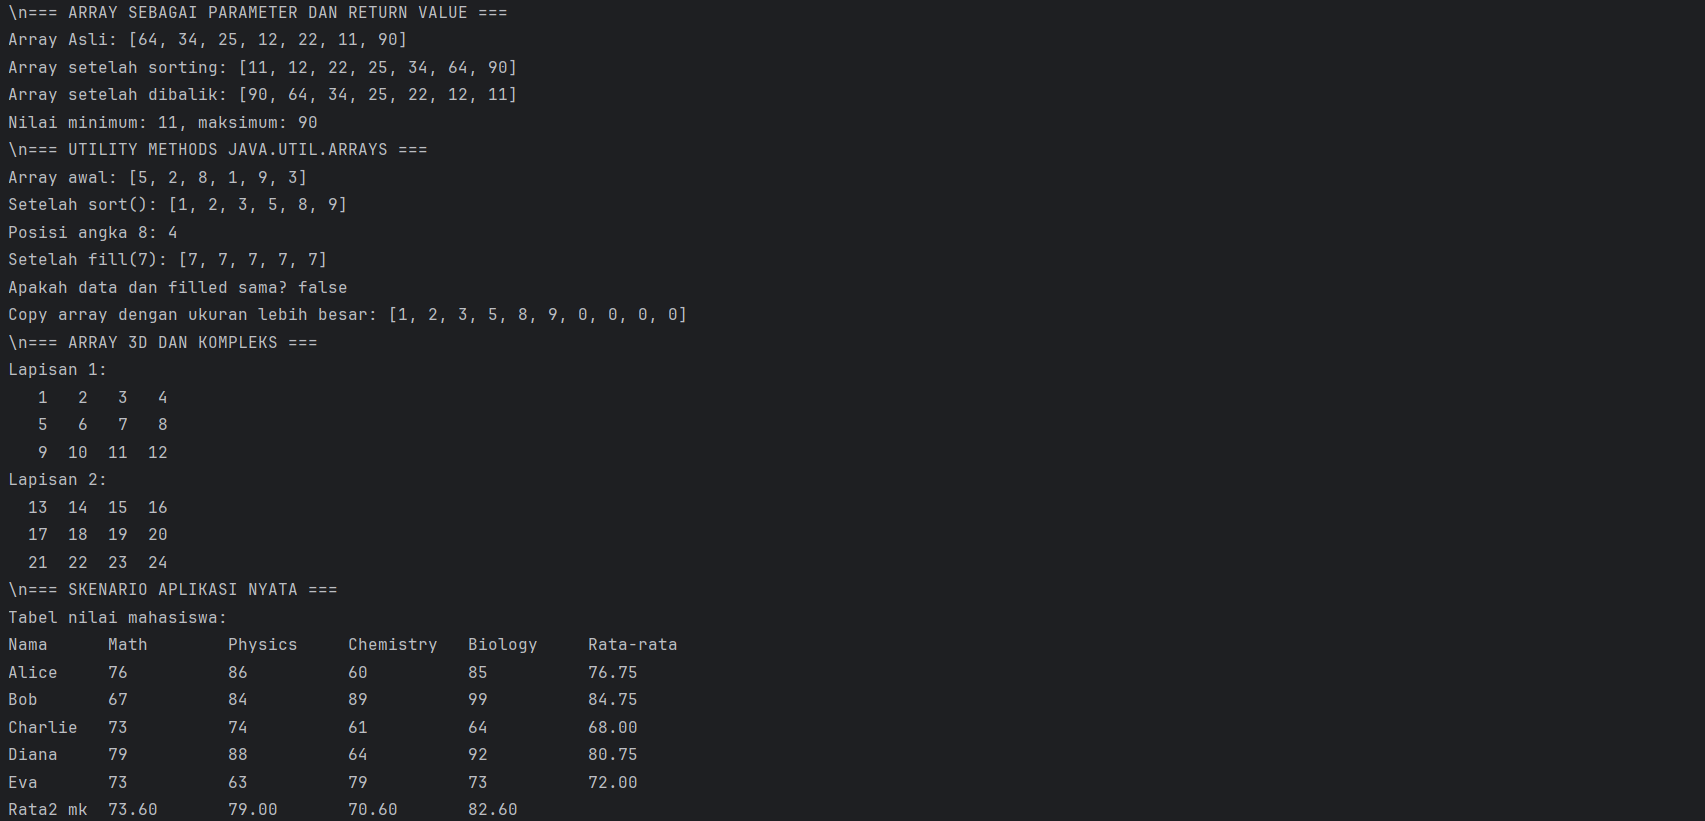 \n=== ARRAY SEBAGAI PARAMETER DAN RETURN VALUE ===
Array Asli: [64, 34, 25, 12, 22, 11, 90]
Array setelah sorting: [11, 12, 22, 25, 34, 64, 90]
Array setelah dibalik: [90, 64, 34, 25, 22, 12, 11]
Nilai minimum: 11, maksimum: 90
\n=== UTILITY METHODS JAVA.UTIL.ARRAYS ===
Array awal: [5, 2, 8, 1, 9, 3]
Setelah sort(): [1, 2, 3, 5, 8, 9]
Posisi angka 8: 4
Setelah fill(7): [7, 7, 7, 7, 7]
Apakah data dan filled sama? false
Copy array dengan ukuran lebih besar: [1, 2, 3, 5, 8, 9, 0, 0, 0, 0]
\n=== ARRAY 3D DAN KOMPLEKS ===
Lapisan 1:
   1   2   3   4
   5   6   7   8
   9  10  11  12
Lapisan 2:
  13  14  15  16
  17  18  19  20
  21  22  23  24
\n=== SKENARIO APLIKASI NYATA ===
Tabel nilai mahasiswa:
Nama      Math        Physics     Chemistry   Biology     Rata-rata
Alice     76          86          60          85          76.75
Bob       67          84          89          99          84.75
Charlie   73          74          61          64          68.00
Diana     79          88          64          92          80.75
Eva       73          63          79          73          72.00
Rata2 mk  73.60       79.00       70.60       82.60